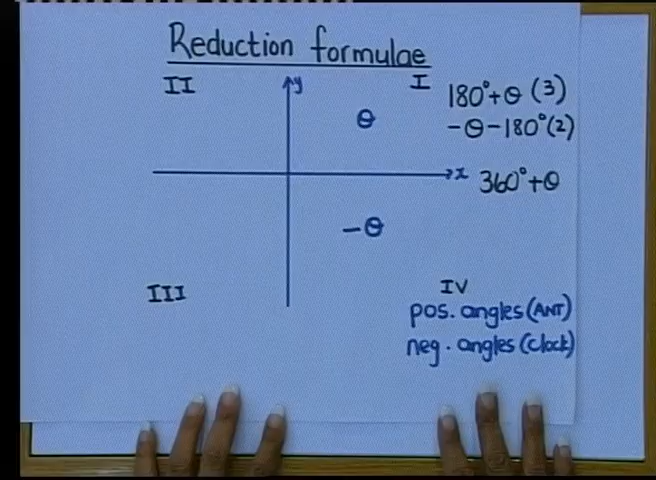 Reduction formulae
II
y
I
180°+θ (3)
θ
-θ-180°(2)
x
360°+θ
-θ
III
IV
pos. angles (ANT)
neg. angles (Clock)